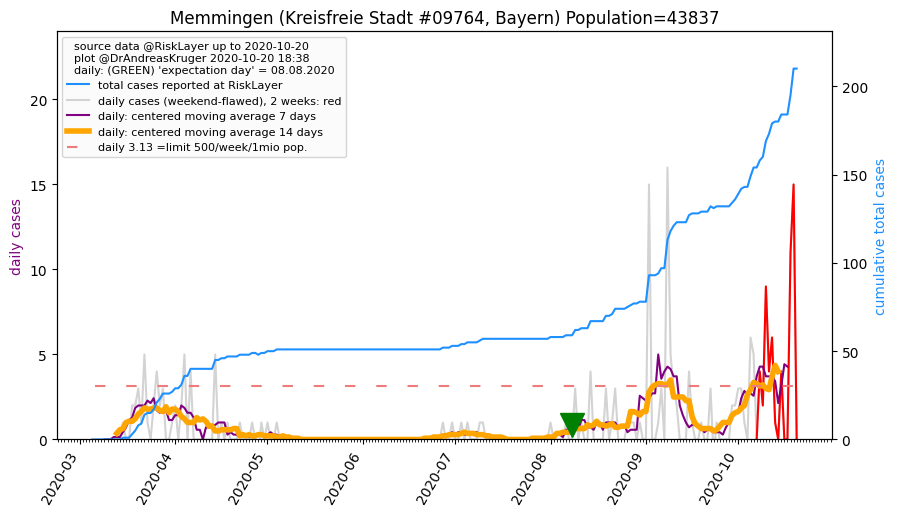 Memmingen (Kreisfreie Stadt #09764, Bayern) Population=43837
source data @RiskLayer up to 2020-10-20
plot @DrAndreasKruger 2020-10-20 18:38
daily: (GREEN) 'expectation day' = 08.08.2020
total cases reported at RiskLayer
daily cases (weekend-flawed), 2 weeks: red
daily: centered moving average 7 days
daily: centered moving average 14 days
daily 3.13 =limit 500/week/1mio pop.
daily cases
20
15
10
5
0
cumulative total cases
200
150
100
50
0
2020-03
2020-04
2020-05
2020-06
2020-07
2020-08
2020-09
2020-10